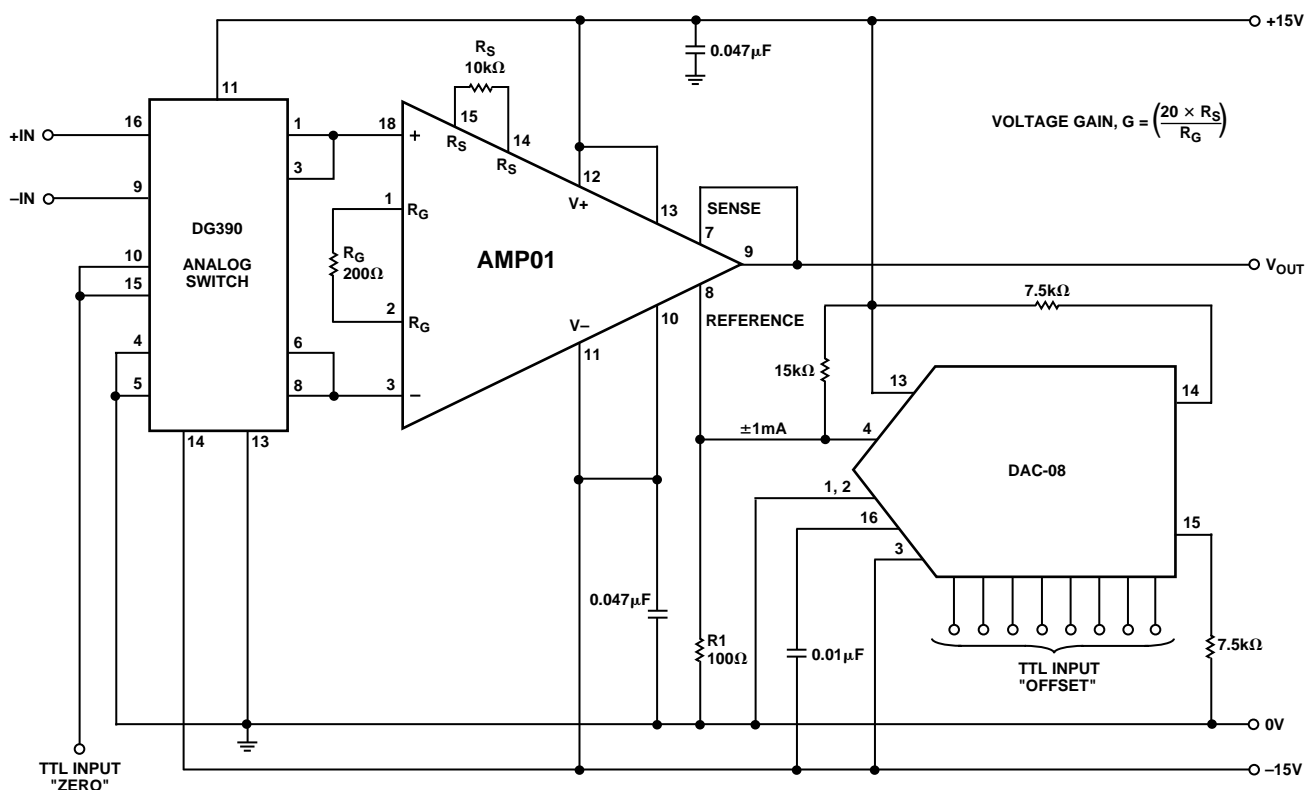 +15V
0.047µF
VOLTAGE GAIN, G = (20 × RS / RG)
RS
10kΩ
15
RS
14
RS
11
+IN
16
–IN
9
10
15
4
5
DG390
ANALOG
SWITCH
1
3
6
8
14
13
18
+
1
RG
RG
200Ω
2
RG
3
–
AMP01
12
V+
13
SENSE
7
9
VOUT
8
REFERENCE
10
V–
11
7.5kΩ
15kΩ
13
14
±1mA
4
DAC-08
1, 2
16
3
15
0.047µF
R1
100Ω
0.01µF
TTL INPUT
"OFFSET"
7.5kΩ
0V
TTL INPUT
"ZERO"
–15V